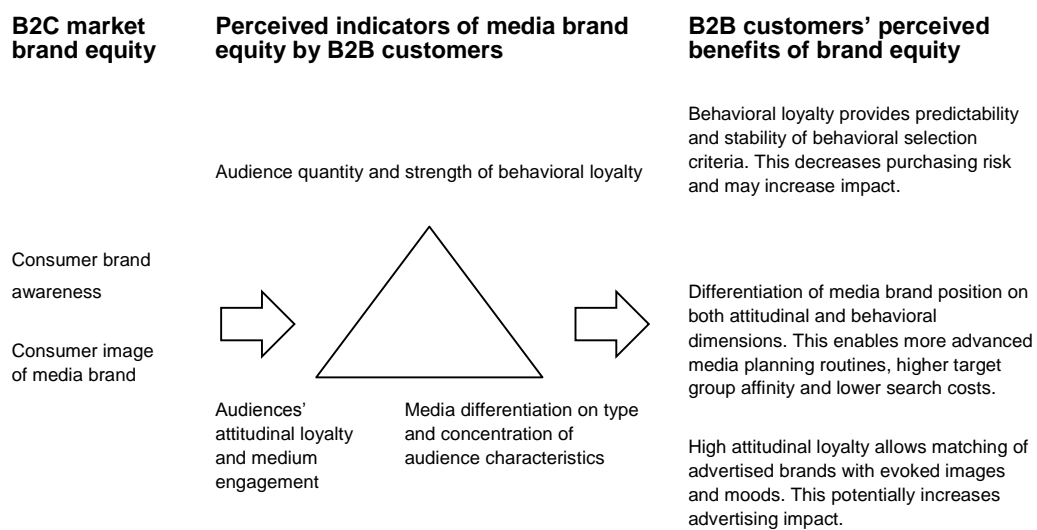 B2C market
brand equity
Perceived indicators of media brand
equity by B2B customers
B2B customers’ perceived
benefits of brand equity
Consumer brand
awareness
Consumer image
of media brand
Audience quantity and strength of behavioral loyalty
Audiences’
attitudinal loyalty
and medium
engagement
Media differentiation on type
and concentration of
audience characteristics
Behavioral loyalty provides predictability
and stability of behavioral selection
criteria. This decreases purchasing risk
and may increase impact.
Differentiation of media brand position on
both attitudinal and behavioral
dimensions. This enables more advanced
media planning routines, higher target
group affinity and lower search costs.
High attitudinal loyalty allows matching of
advertised brands with evoked images
and moods. This potentially increases
advertising impact.